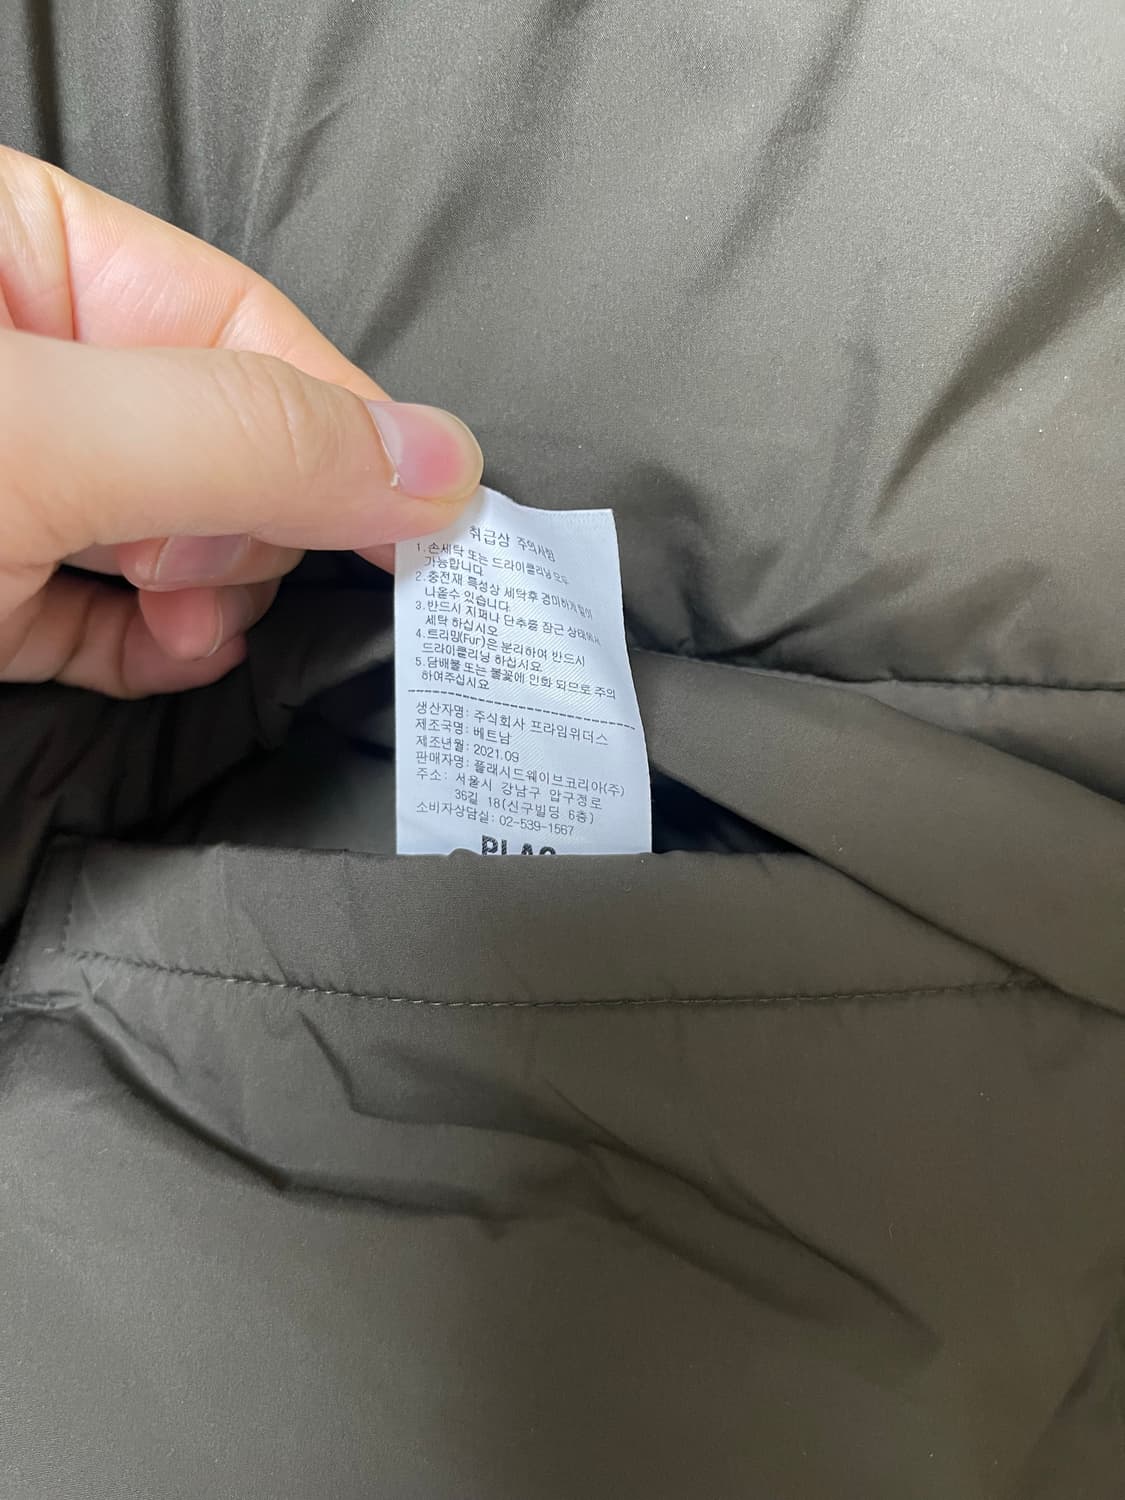 취급상 주의사항
1.손세탁 또는 드라이클리닝 모두
가능합니다
2.충전재 특성상 세탁후 경미하게 털이
나올수 있습니다
3.반드시 지퍼나 단추를 잠근 상태에서
세탁 하십시오
4.트리밍(Fur)은 분리하여 반드시
드라이클리닝 하십시요
5.담배불 또는 불꽃에 인화 되므로 주의
하여주십시요
생산자명: 주식회사 프라임위더스
제조국명: 베트남
제조년월: 2021.09
판매자명: 플래시드웨이브코리아(주)
주소: 서울시 강남구 압구정로
36길 18(신구빌딩 6층)
소비자상담실: 02-539-1567
PLAC